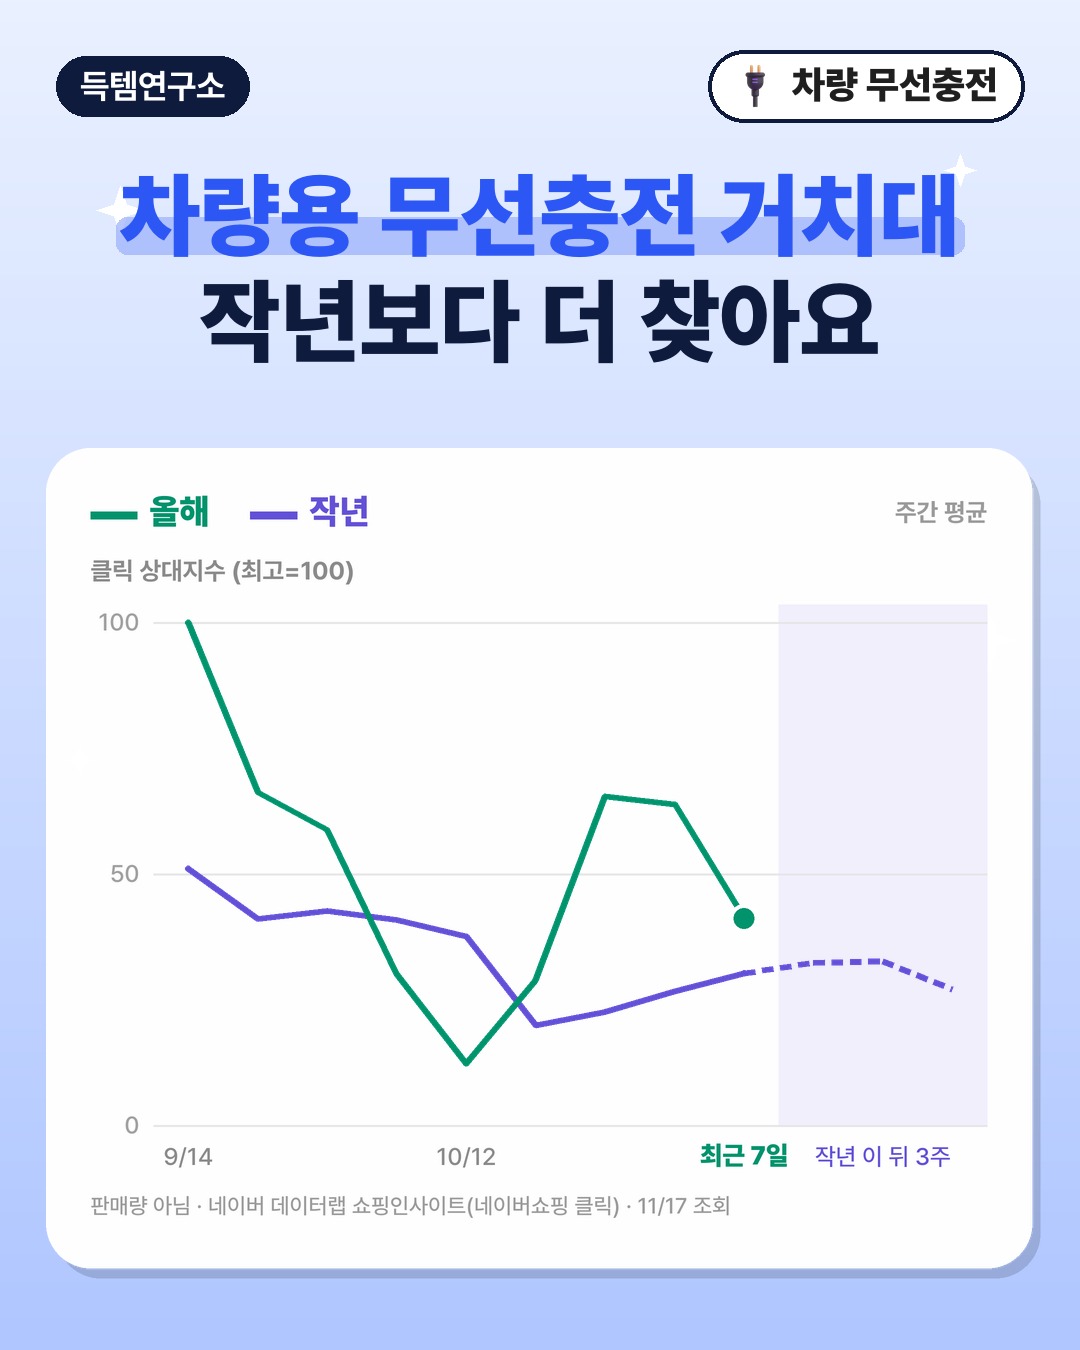 득템연구소
차량 무선충전
차량용 무선충전 거치대
작년보다 더 찾아요
올해 작년 주간 평균
클릭 상대지수 (최고=100)
100
50
0
9/14 10/12 최근 7일 작년 이 뒤 3주
판매량 아님 · 네이버 데이터랩 쇼핑인사이트(네이버쇼핑 클릭) · 11/17 조회